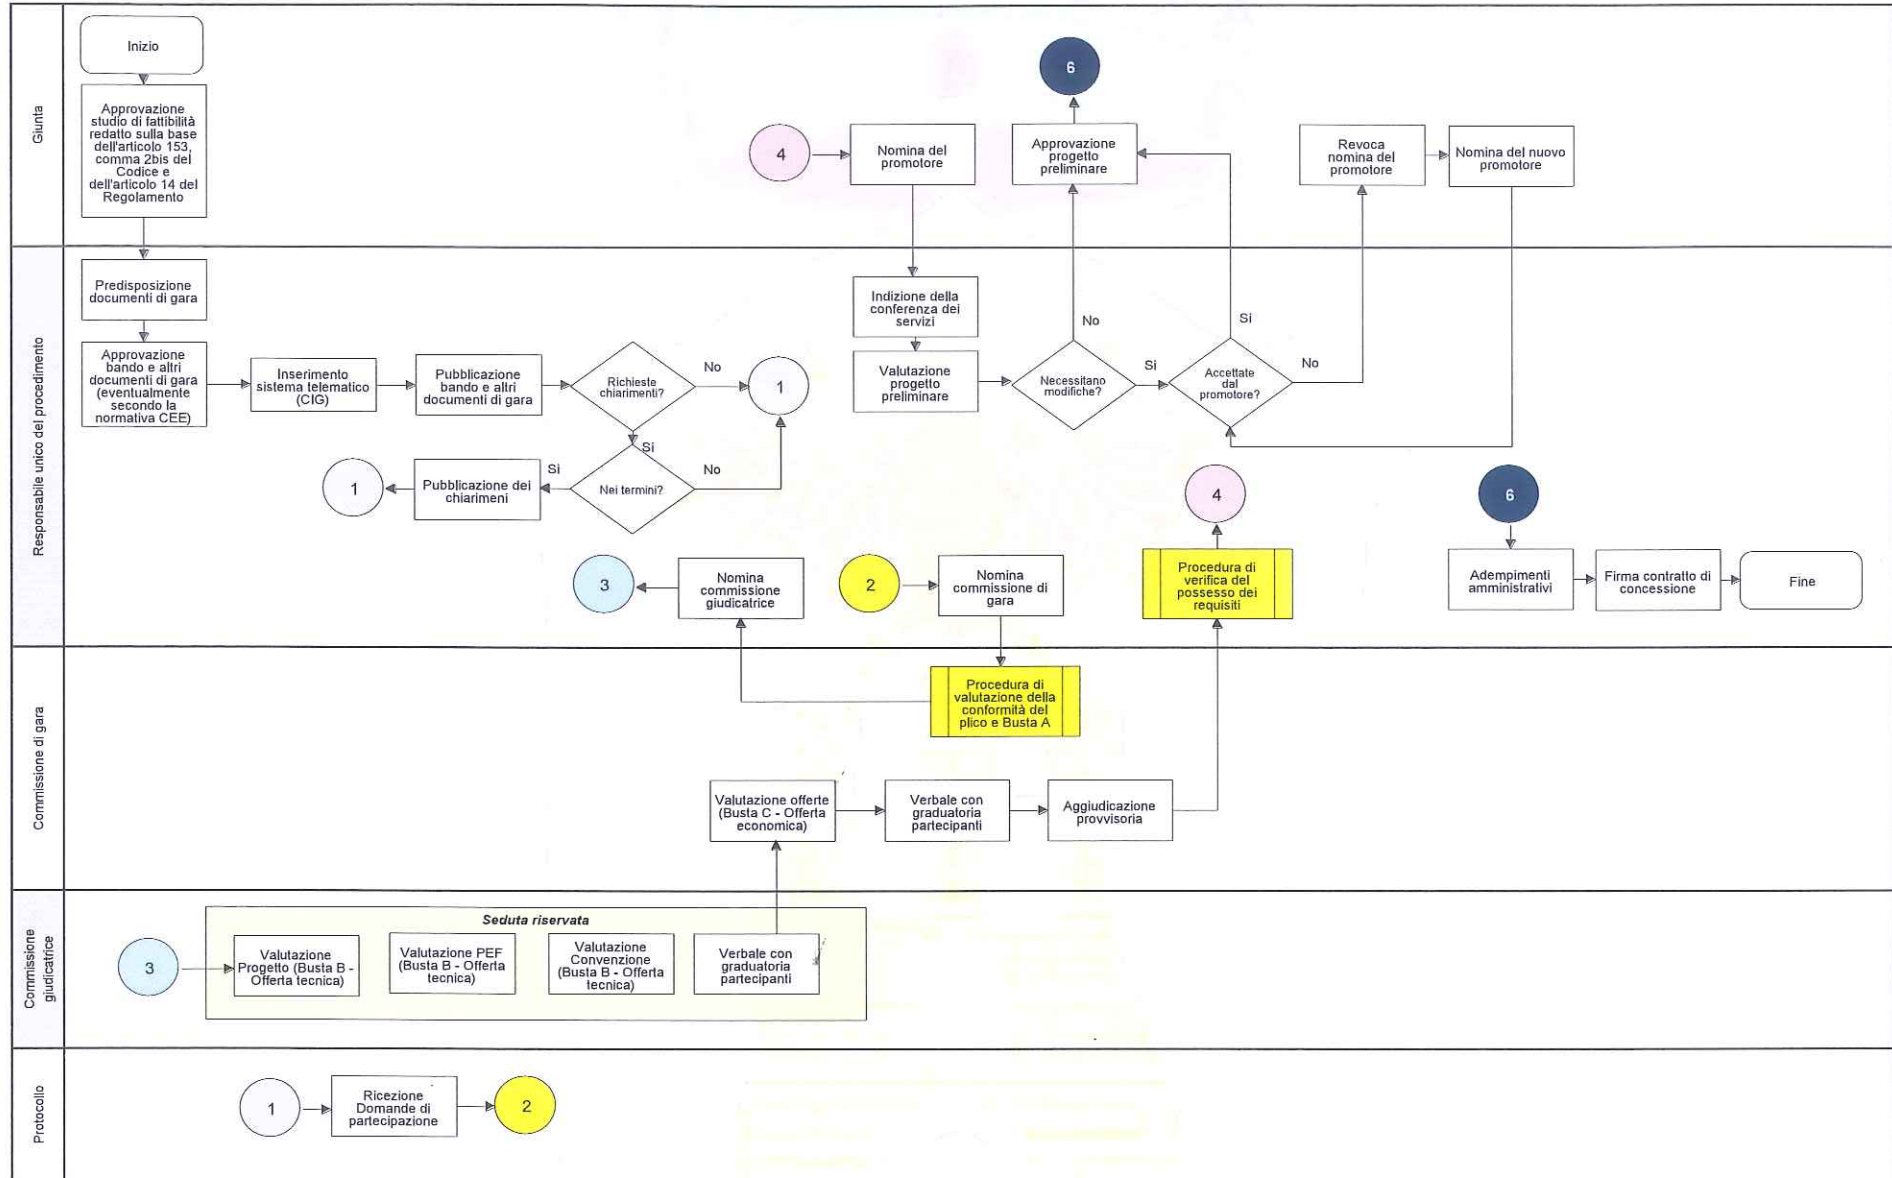 Giunta
Inizio
Approvazione
studio di fattibilità
redatto sulla base
dell'articolo 153,
comma 2bis del
Codice e
dell'articolo 14 del
Regolamento
4
Nomina del
promotore
6
Approvazione
progetto
preliminare
Revoca
nomina del
promotore
Nomina del nuovo
promotore
Responsabile unico del procedimento
Predisposizione
documenti di gara
Approvazione
bando e altri
documenti di gara
(eventualmente
secondo la
normativa CEE)
Inserimento
sistema telematico
(CIG)
Pubblicazione
bando e altri
documenti di gara
Richieste
chiarimenti?
No
1
Si
Nei termini?
No
Si
Pubblicazione dei
chiarimeni
1
Indizione della
conferenza dei
servizi
Valutazione
progetto
preliminare
Necessitano
modifiche?
No
Si
Accettate
dal
promotore?
Si
No
3
Nomina
commissione
giudicatrice
2
Nomina
commissione di
gara
4
Procedura di
verifica del
possesso dei
requisiti
6
Adempimenti
amministrativi
Firma contratto di
concessione
Fine
Commissione di gara
Procedura di
valutazione della
conformità del
plico e Busta A
Valutazione offerte
(Busta C - Offerta
economica)
Verbale con
graduatoria
partecipanti
Aggiudicazione
provvisoria
Commissione
giudicatrice
3
Seduta riservata
Valutazione
Progetto (Busta B -
Offerta tecnica)
Valutazione PEF
(Busta B - Offerta
tecnica)
Valutazione
Convenzione
(Busta B - Offerta
tecnica)
Verbale con
graduatoria
partecipanti
Protocollo
1
Ricezione
Domande di
partecipazione
2